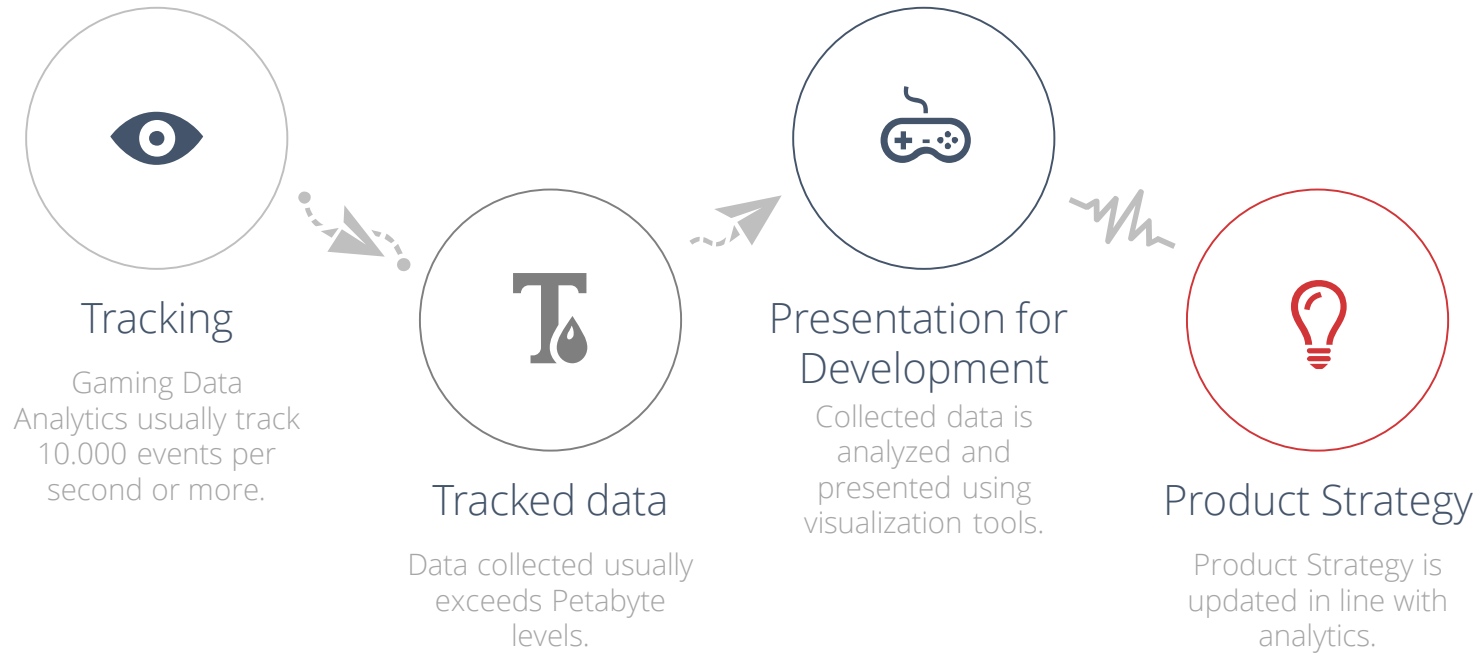 Tracking
Gaming Data
Analytics usually track
10.000 events per
second or more.
Tracked data
Data collected usually
exceeds Petabyte
levels.
Presentation for
Development
Collected data is
analyzed and
presented using
visualization tools.
Product Strategy
Product Strategy is
updated in line with
analytics.